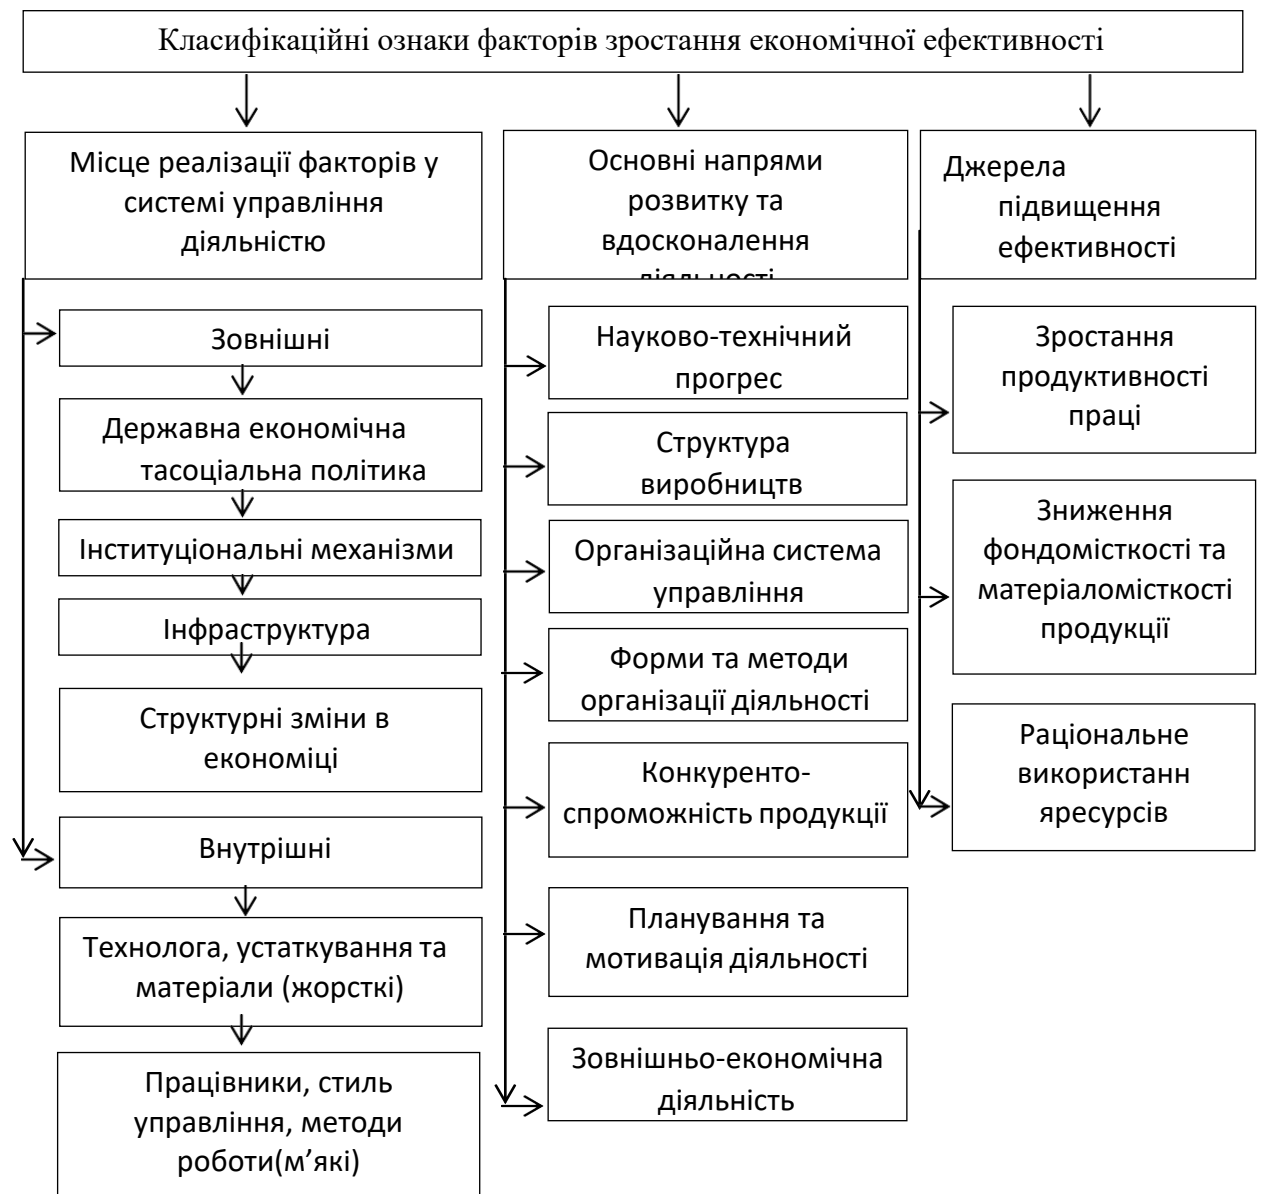 Класифікаційні ознаки факторів зростання економічної ефективності
Місце реалізації факторів у
системі управління
діяльністю
Зовнішні
Державна економічна
тасоціальна політика
Інституціональні механізми
Інфраструктура
Структурні зміни в
економіці
Внутрішні
Технолога, устаткування та
матеріали (жорсткі)
Працівники, стиль
управління, методи
роботи(м’які)
Основні напрями
розвитку та
вдосконалення
діяльності
Науково-технічний
прогрес
Структура
виробництв
Організаційна система
управління
Форми та методи
організації діяльності
Конкуренто-
спроможність продукції
Планування та
мотивація діяльності
Зовнішньо-економічна
діяльність
Джерела
підвищення
ефективності
Зростання
продуктивності
праці
Зниження
фондомісткості та
матеріаломісткості
продукції
Раціональне
використанн
яресурсів